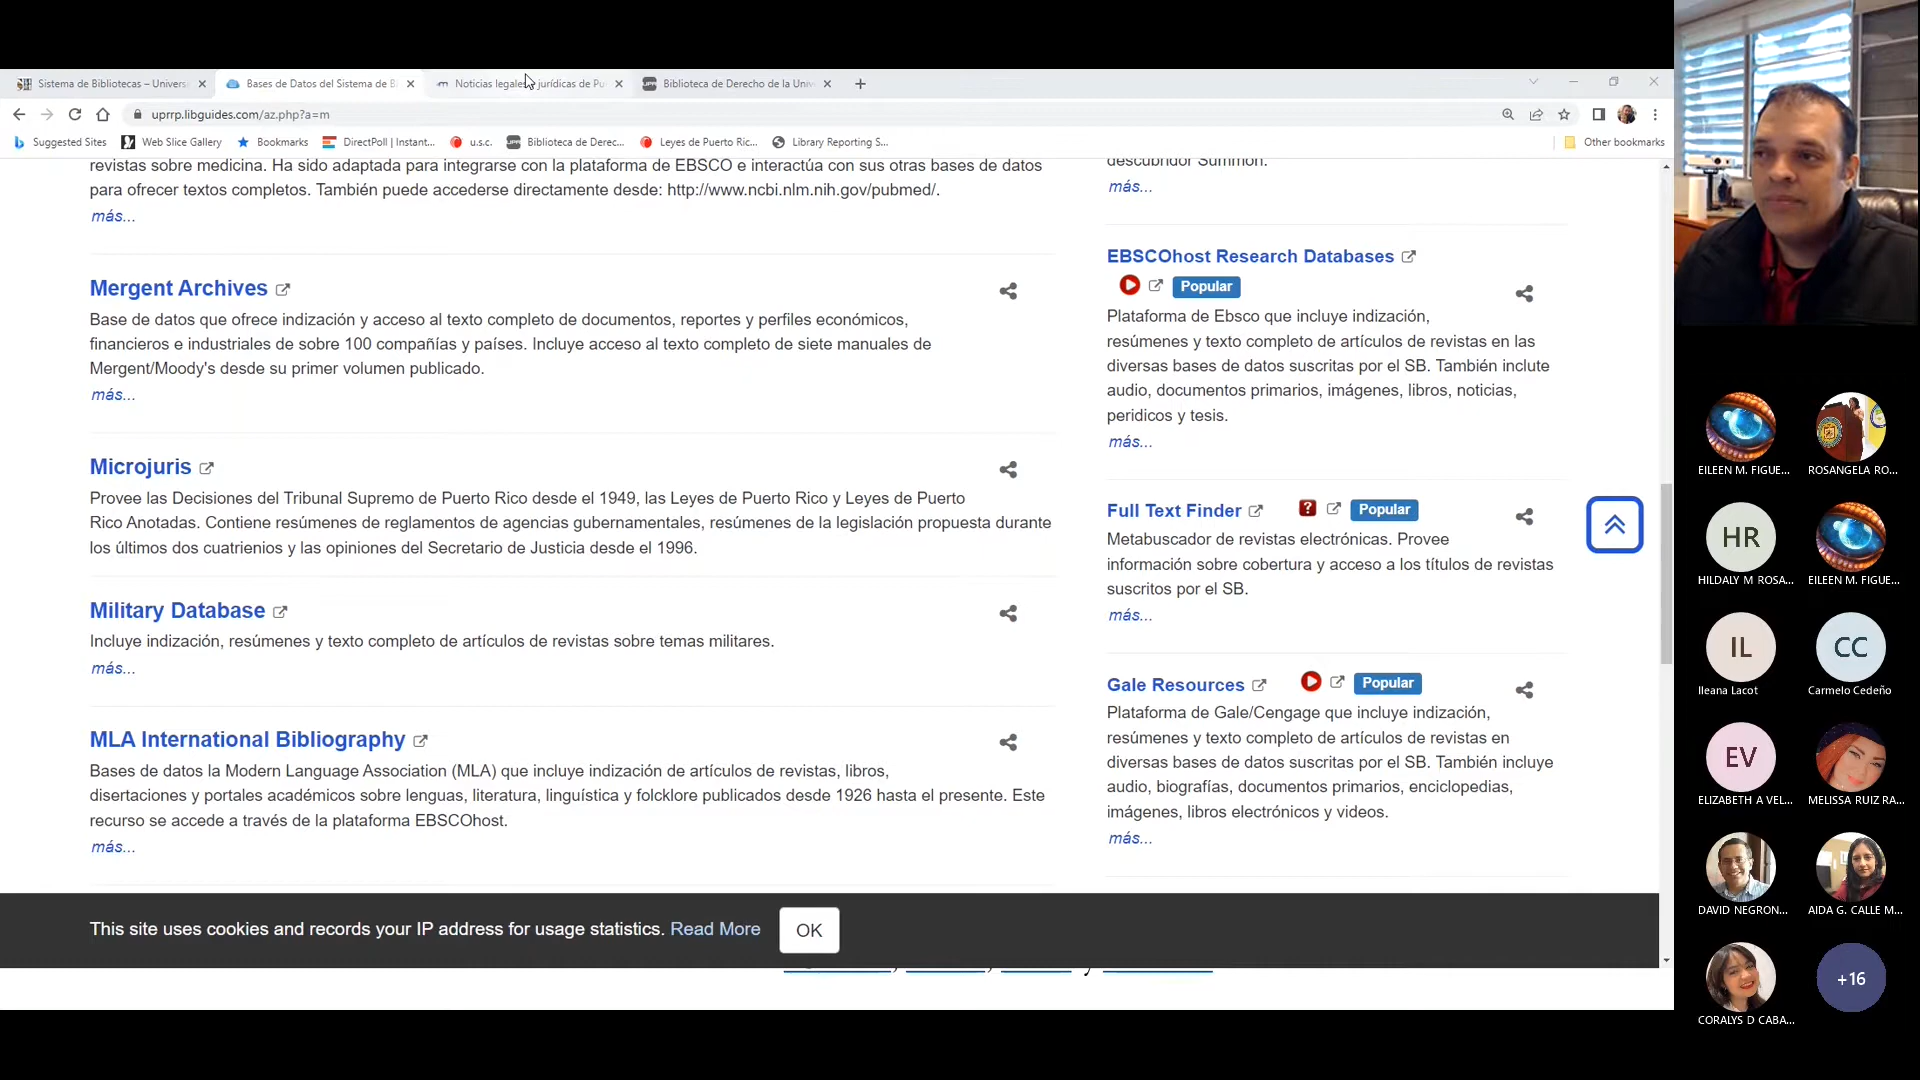 Sistema de Bibliotecas – Univers
Bases de Datos del Sistema de B
Noticias legales jurídicas de Pu
Biblioteca de Derecho de la Univ
uprrp.libguides.com/az.php?a=m
Suggested Sites
Web Slice Gallery
Bookmarks
DirectPoll | Instant...
u.s.c.
Biblioteca de Derec...
Leyes de Puerto Ric...
Library Reporting S...
Other bookmarks
revistas sobre medicina. Ha sido adaptada para integrarse con la plataforma de EBSCO e interactúa con sus otras bases de datos
para ofrecer textos completos. También puede accederse directamente desde: http://www.ncbi.nlm.nih.gov/pubmed/.
más...
Mergent Archives
Base de datos que ofrece indización y acceso al texto completo de documentos, reportes y perfiles económicos,
financieros e industriales de sobre 100 compañías y países. Incluye acceso al texto completo de siete manuales de
Mergent/Moody's desde su primer volumen publicado.
más...
Microjuris
Provee las Decisiones del Tribunal Supremo de Puerto Rico desde el 1949, las Leyes de Puerto Rico y Leyes de Puerto
Rico Anotadas. Contiene resúmenes de reglamentos de agencias gubernamentales, resúmenes de la legislación propuesta durante
los últimos dos cuatrienios y las opiniones del Secretario de Justicia desde el 1996.
Military Database
Incluye indización, resúmenes y texto completo de artículos de revistas sobre temas militares.
más...
MLA International Bibliography
Bases de datos la Modern Language Association (MLA) que incluye indización de artículos de revistas, libros,
disertaciones y portales académicos sobre lenguas, literatura, linguística y folcklore publicados desde 1926 hasta el presente. Este
recurso se accede a través de la plataforma EBSCOhost.
más...
descubridor Summon.
más...
EBSCOhost Research Databases
Popular
Plataforma de Ebsco que incluye indización,
resúmenes y texto completo de artículos de revistas en las
diversas bases de datos suscritas por el SB. También inclute
audio, documentos primarios, imágenes, libros, noticias,
peridicos y tesis.
más...
Full Text Finder
?
Popular
Metabuscador de revistas electrónicas. Provee
información sobre cobertura y acceso a los títulos de revistas
suscritos por el SB.
más...
Gale Resources
Popular
Plataforma de Gale/Cengage que incluye indización,
resúmenes y texto completo de artículos de revistas en
diversas bases de datos suscritas por el SB. También incluye
audio, biografías, documentos primarios, enciclopedias,
imágenes, libros electrónicos y videos.
más...
This site uses cookies and records your IP address for usage statistics. Read More
OK
EILEEN M. FIGUE...
ROSANGELA RO...
HR
HILDALY M ROSA...
EILEEN M. FIGUE...
IL
Ileana Lacot
CC
Carmelo Cedeño
EV
ELIZABETH A VEL...
MELISSA RUIZ RA...
DAVID NEGRON...
AIDA G. CALLE M...
CORALYS D CABA...
+16